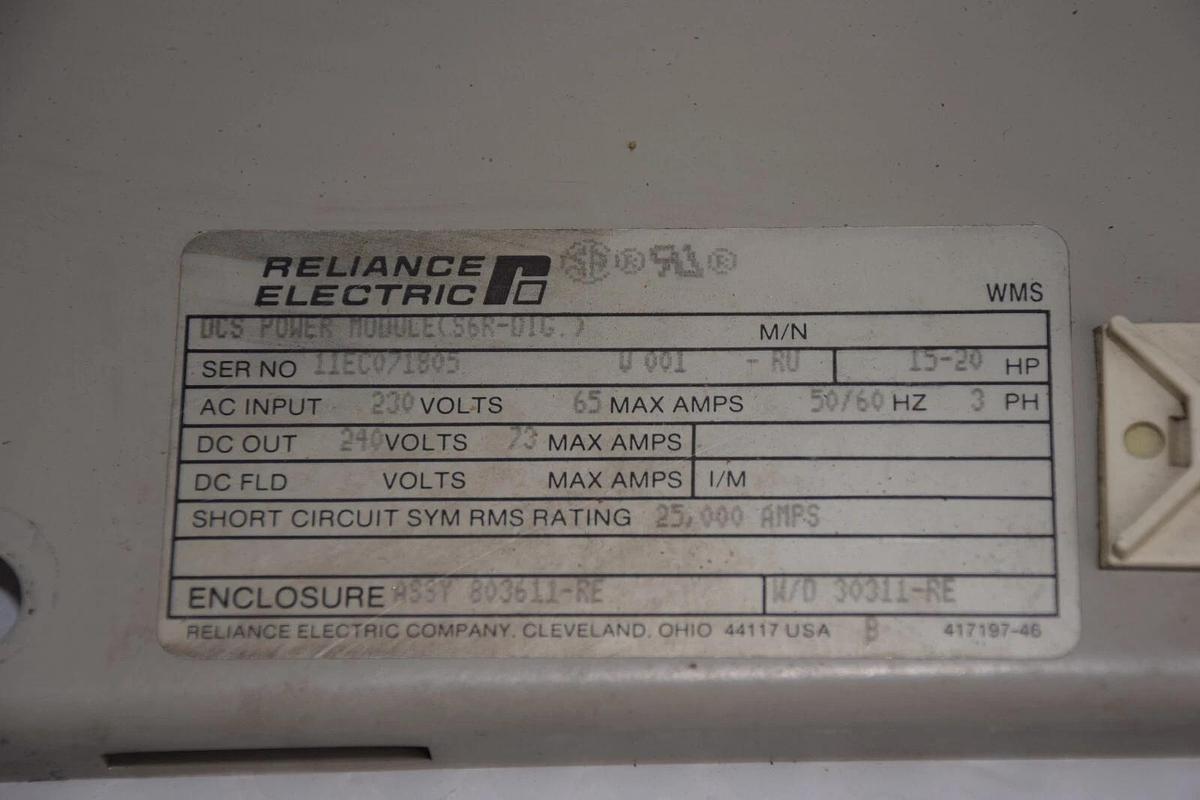 RELIANCE ELECTRIC ®®
WMS
DCS POWER MODULE(S6R-DIG.) M/N
SER NO 11EC071805 W 001 - RU 15-20 HP
AC INPUT 230 VOLTS 65 MAX AMPS 50/60 HZ 3 PH
DC OUT 240 VOLTS 73 MAX AMPS
DC FLD VOLTS MAX AMPS I/M
SHORT CIRCUIT SYM RMS RATING 25,000 AMPS
ENCLOSURE ASSY 803611-RE W/D 30311-RE
RELIANCE ELECTRIC COMPANY, CLEVELAND, OHIO 44117 USA B 417197-46